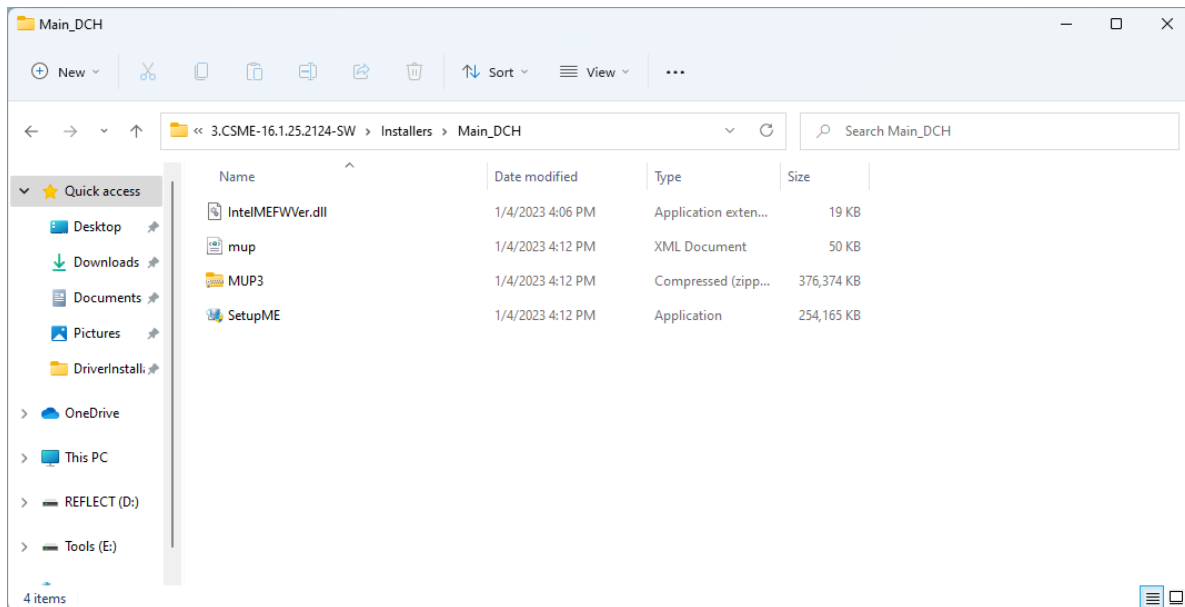 Main_DCH
New
Sort
View
« 3.CSME-16.1.25.2124-SW > Installers > Main_DCH
Search Main_DCH
Name Date modified Type Size
Quick access
Desktop
Downloads
Documents
Pictures
DriverInstalla
OneDrive
This PC
REFLECT (D:)
Tools (E:)
IntelMEFWVer.dll 1/4/2023 4:06 PM Application exten... 19 KB
mup 1/4/2023 4:12 PM XML Document 50 KB
MUP3 1/4/2023 4:12 PM Compressed (zipp... 376,374 KB
SetupME 1/4/2023 4:12 PM Application 254,165 KB
4 items